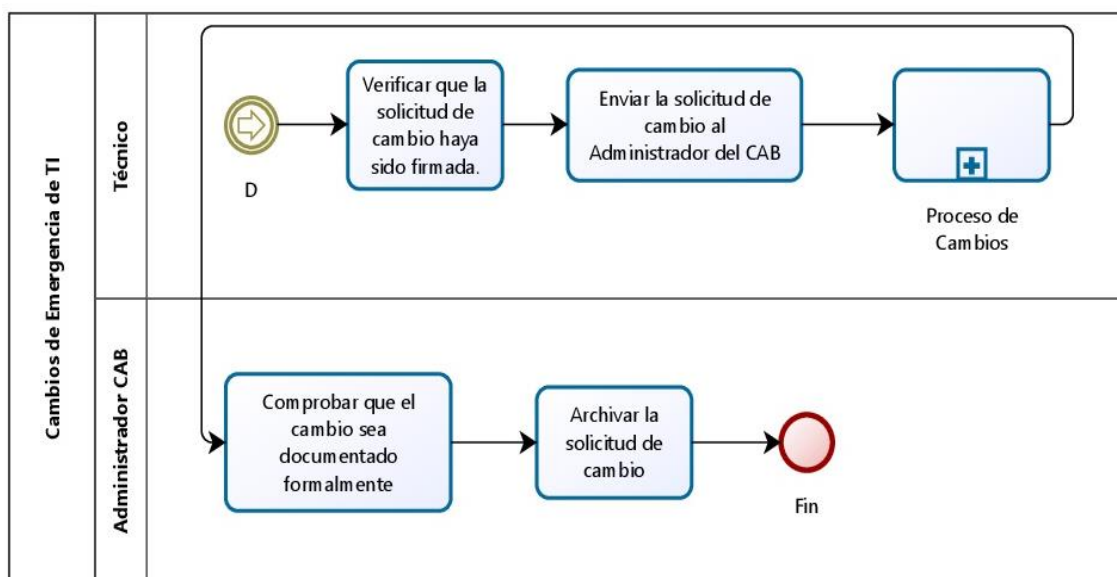 Cambios de Emergencia de TI
Técnico
D
Verificar que la
solicitud de
cambio haya
sido firmada.
Enviar la solicitud de
cambio al
Administrador del CAB
Proceso de
Cambios
Administrador CAB
Comprobar que el
cambio sea
documentado
formalmente
Archivar la
solicitud de
cambio
Fin